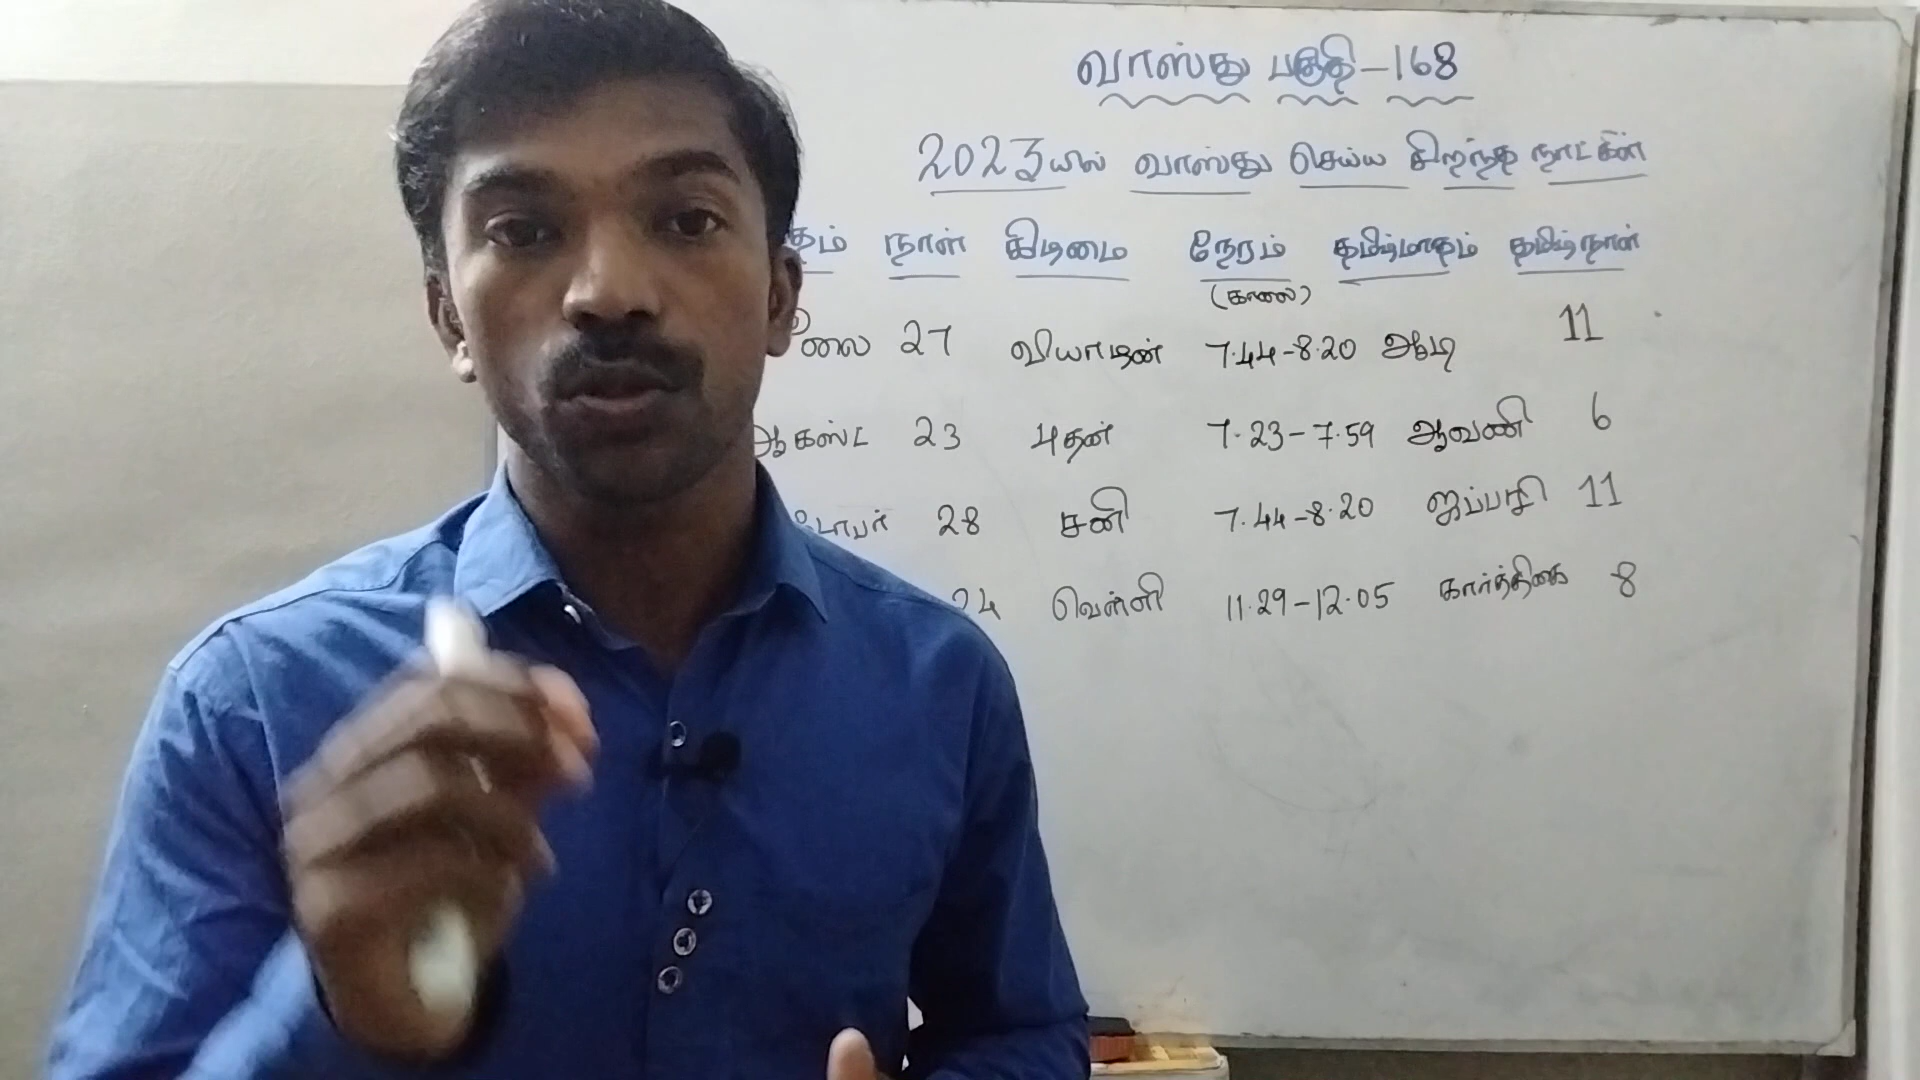 வாஸ்து பகுதி-168
2023யில் வாஸ்து செய்ய சிறந்த நாட்கள்
நாள் கிழமை நேரம் தமிழ்மாதம் தமிழ்நாள்
(காலை)
27 வியாழன் 7.44-8.20 ஆடி 11
ஆகஸ்ட் 23 புதன் 7.23-7.59 ஆவணி 6
28 சனி 7.44-8.20 ஐப்பசி 11
24 வெள்ளி 11.29-12.05 கார்த்திகை 8